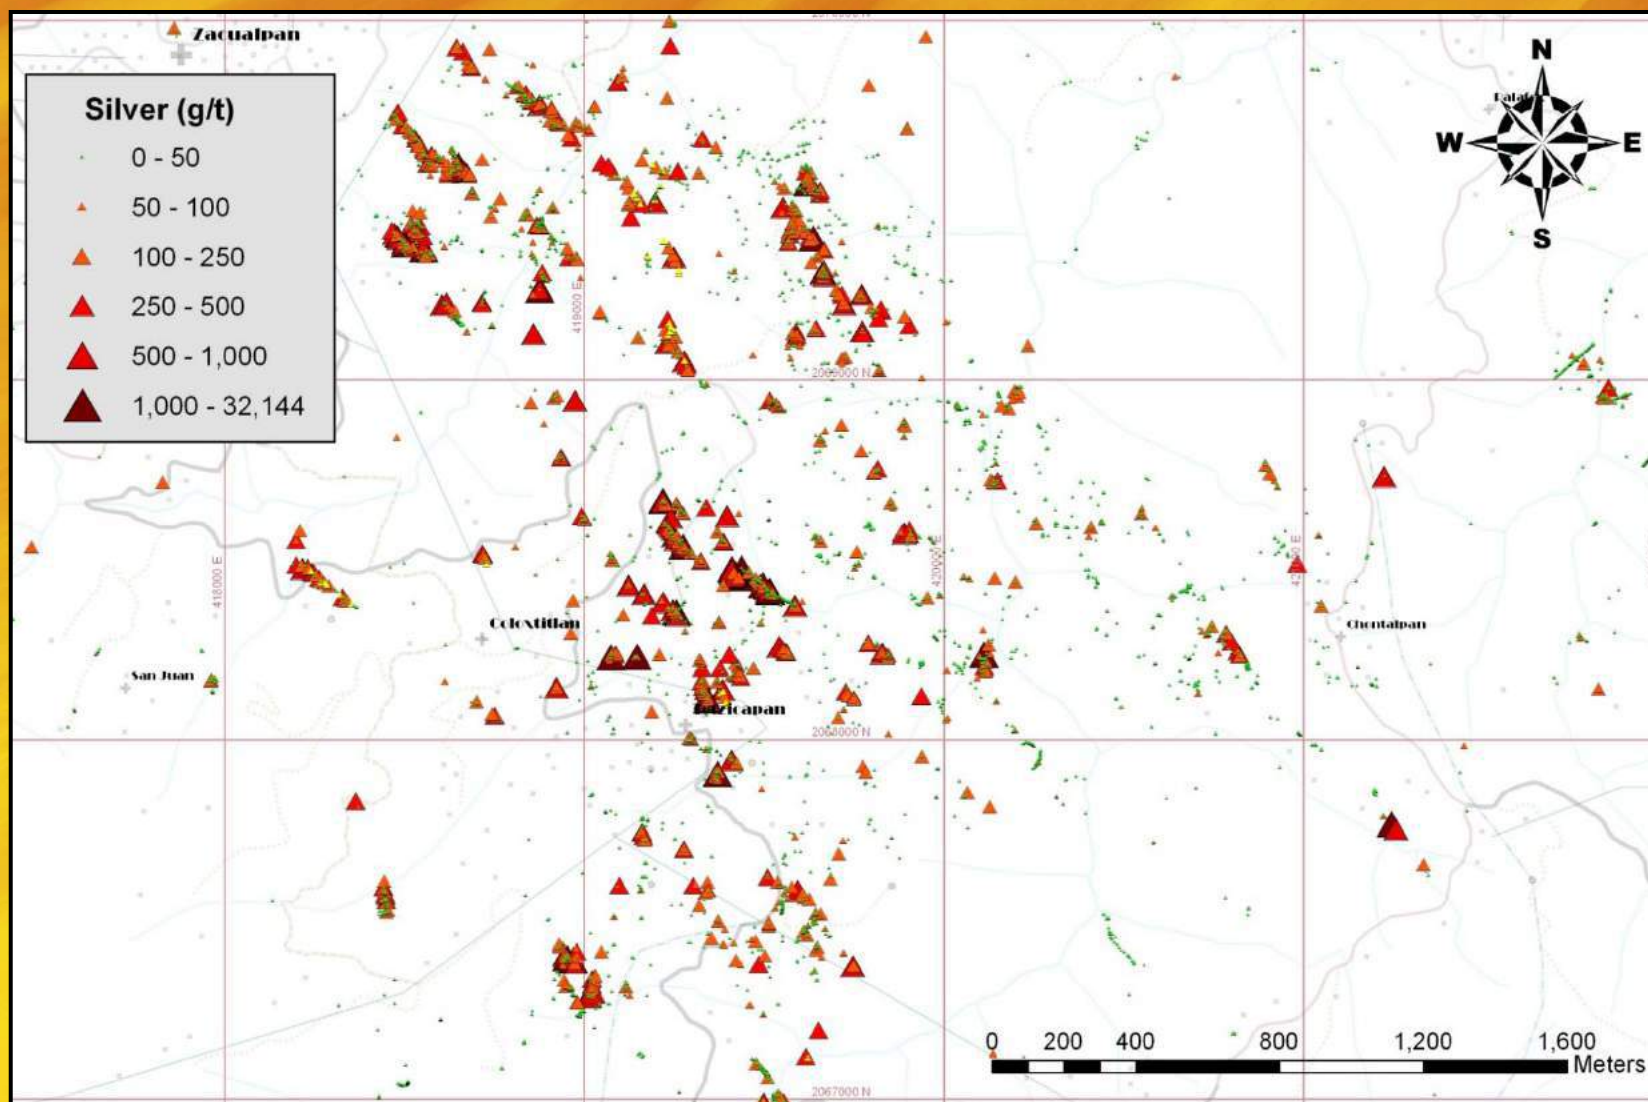 2070000 N
Zacualpan
N
W
E
S
Silver (g/t)
0 - 50
50 - 100
100 - 250
250 - 500
500 - 1,000
1,000 - 32,144
419000 E
2069000 N
418000 E
420000 E
Coloxtitlan
Chontalpan
San Juan
2068000 N
0 200 400 800 1,200 1,600
Meters
2067000 N